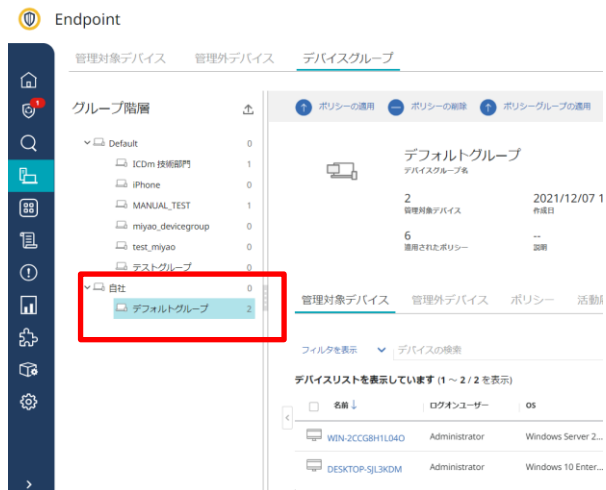 Endpoint
管理対象デバイス 管理外デバイス デバイスグループ
1
グループ階層
Default 0
ICDm 技術部門 1
iPhone 0
MANUAL_TEST 1
miyao_devicegroup 0
test_miyao 0
テストグループ 0
自社 0
デフォルトグループ 2
ポリシーの適用 ポリシーの削除 ポリシーグループの適用
デフォルトグループ
デバイスグループ名
2 2021/12/07 1
管理対象デバイス 作成日
6 --
適用されたポリシー 説明
管理対象デバイス 管理外デバイス ポリシー 活動
フィルタを表示 デバイスの検索
デバイスリストを表示しています (1 ~ 2 / 2 を表示)
名前↓ ログオンユーザー OS
WIN-2CCGBH1L04O Administrator Windows Server 2...
DESKTOP-SJL3KDM Administrator Windows 10 Enter...